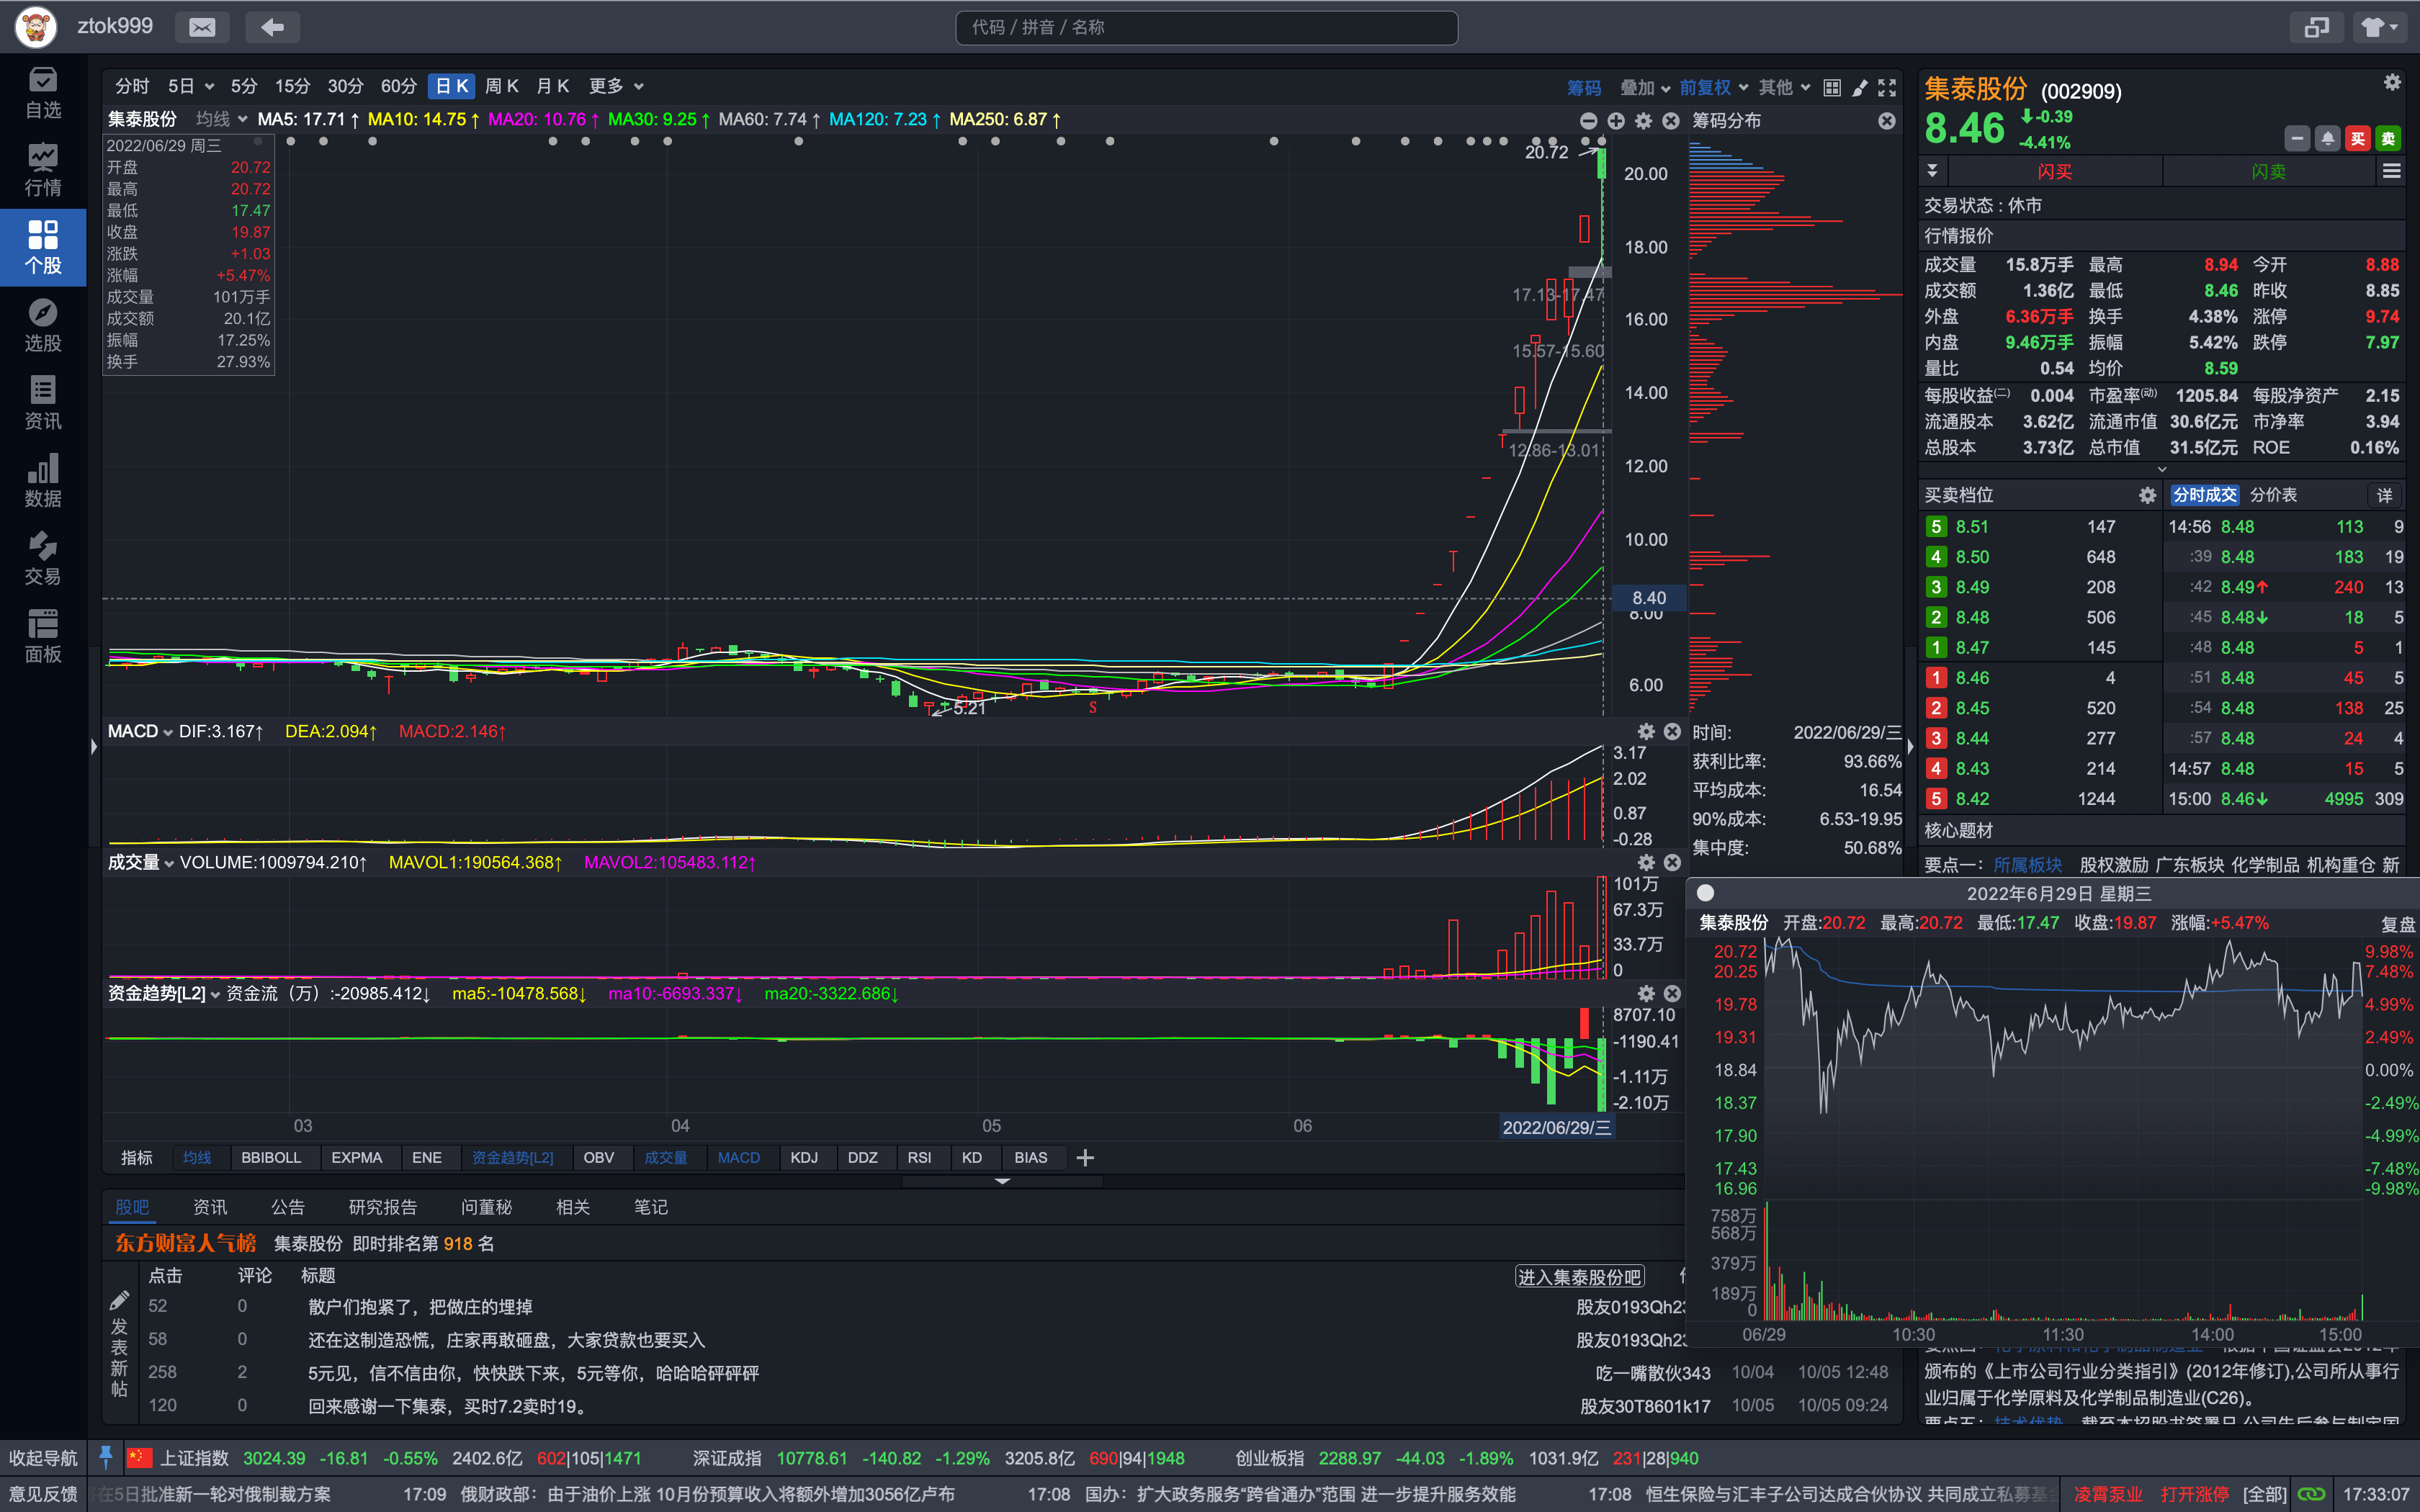 ztok999
代码 / 拼音 / 名称
自选
行情
个股
选股
资讯
数据
交易
面板
分时 5日 5分 15分 30分 60分 日K 周K 月K 更多
筹码 叠加 前复权 其他
集泰股份 均线 MA5: 17.71↑ MA10: 14.75↑ MA20: 10.76↑ MA30: 9.25↑ MA60: 7.74↑ MA120: 7.23↑ MA250: 6.87↑
筹码分布
2022/06/29 周三
开盘 20.72
最高 20.72
最低 17.47
收盘 19.87
涨跌 +1.03
涨幅 +5.47%
成交量 101万手
成交额 20.1亿
振幅 17.25%
换手 27.93%
20.72
17.13-17.47
15.57-15.60
12.86-13.01
5.21
S
20.00
18.00
16.00
14.00
12.00
10.00
8.40
8.00
6.00
MACD DIF:3.167↑ DEA:2.094↑ MACD:2.146↑
3.17
2.02
0.87
-0.28
成交量 VOLUME:1009794.210↑ MAVOL1:190564.368↑ MAVOL2:105483.112↑
101万
67.3万
33.7万
0
资金趋势[L2] 资金流（万）:-20985.412↓ ma5:-10478.568↓ ma10:-6693.337↓ ma20:-3322.686↓
8707.10
-1190.41
-1.11万
-2.10万
03 04 05 06 2022/06/29/三
指标 均线 BBIBOLL EXPMA ENE 资金趋势[L2] OBV 成交量 MACD KDJ DDZ RSI KD BIAS
时间: 2022/06/29/三
获利比率: 93.66%
平均成本: 16.54
90%成本: 6.53-19.95
集中度: 50.68%
股吧 资讯 公告 研究报告 问董秘 相关 笔记
东方财富人气榜 集泰股份 即时排名第 918 名
点击 评论 标题 进入集泰股份吧
发表新帖
52 0 散户们抱紧了，把做庄的埋掉 股友0193Qh23
58 0 还在这制造恐慌，庄家再敢砸盘，大家贷款也要买入 股友0193Qh23
258 2 5元见，信不信由你，快快跌下来，5元等你，哈哈哈砰砰砰 吃一嘴散伙343 10/04 10/05 12:48
120 0 回来感谢一下集泰，买时7.2卖时19。 股友30T8601k17 10/05 10/05 09:24
集泰股份 (002909)
8.46 -0.39
-4.41%
买 卖
闪买 闪卖
交易状态 : 休市
行情报价
成交量 15.8万手 最高 8.94 今开 8.88
成交额 1.36亿 最低 8.46 昨收 8.85
外盘 6.36万手 换手 4.38% 涨停 9.74
内盘 9.46万手 振幅 5.42% 跌停 7.97
量比 0.54 均价 8.59
每股收益(二) 0.004 市盈率(动) 1205.84 每股净资产 2.15
流通股本 3.62亿 流通市值 30.6亿元 市净率 3.94
总股本 3.73亿 总市值 31.5亿元 ROE 0.16%
买卖档位 分时成交 分价表 详
5 8.51 147 14:56 8.48 113 9
4 8.50 648 :39 8.48 183 19
3 8.49 208 :42 8.49↑ 240 13
2 8.48 506 :45 8.48↓ 18 5
1 8.47 145 :48 8.48 5 1
1 8.46 4 :51 8.48 45 5
2 8.45 520 :54 8.48 138 25
3 8.44 277 :57 8.48 24 4
4 8.43 214 14:57 8.48 15 5
5 8.42 1244 15:00 8.46↓ 4995 309
核心题材
要点一: 所属板块 股权激励 广东板块 化学制品 机构重仓 新
2022年6月29日 星期三
集泰股份 开盘:20.72 最高:20.72 最低:17.47 收盘:19.87 涨幅:+5.47% 复盘
20.72 9.98%
20.25 7.48%
19.78 4.99%
19.31 2.49%
18.84 0.00%
18.37 -2.49%
17.90 -4.99%
17.43 -7.48%
16.96 -9.98%
758万
568万
379万
189万
0
06/29 10:30 11:30 14:00 15:00
颁布的《上市公司行业分类指引》(2012年修订),公司所从事行
业归属于化学原料及化学制品制造业(C26)。
收起导航 上证指数 3024.39 -16.81 -0.55% 2402.6亿 602|105|1471 深证成指 10778.61 -140.82 -1.29% 3205.8亿 690|94|1948 创业板指 2288.97 -44.03 -1.89% 1031.9亿 231|28|940
意见反馈 在5日批准新一轮对俄制裁方案 17:09 俄财政部：由于油价上涨 10月份预算收入将额外增加3056亿卢布 17:08 国办：扩大政务服务“跨省通办”范围 进一步提升服务效能 17:08 恒生保险与汇丰子公司达成合作伙协议 共同成立私募基 凌霄泵业 打开涨停 [全部] 17:33:07